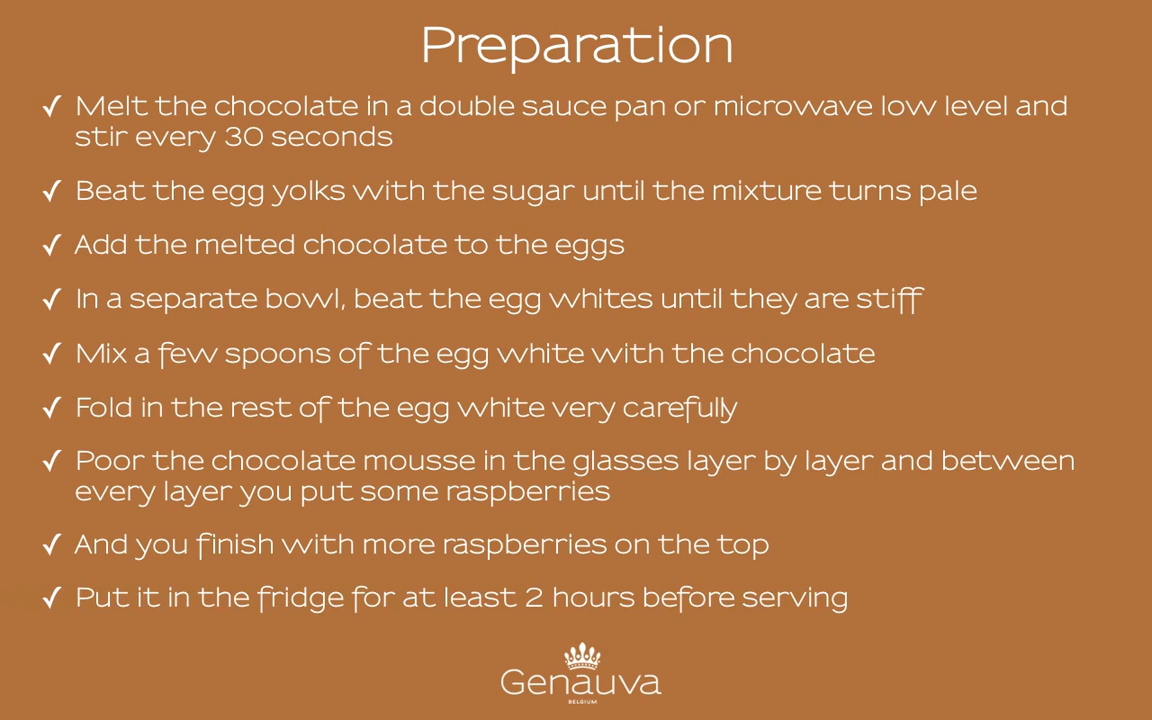 Preparation
✓ Melt the chocolate in a double sauce pan or microwave low level and
stir every 30 seconds
✓ Beat the egg yolks with the sugar until the mixture turns pale
✓ Add the melted chocolate to the eggs
✓ In a separate bowl, beat the egg whites until they are stiff
✓ Mix a few spoons of the egg white with the chocolate
✓ Fold in the rest of the egg white very carefully
✓ Poor the chocolate mousse in the glasses layer by layer and between
every layer you put some raspberries
✓ And you finish with more raspberries on the top
✓ Put it in the fridge for at least 2 hours before serving
Genauva
BELGIUM